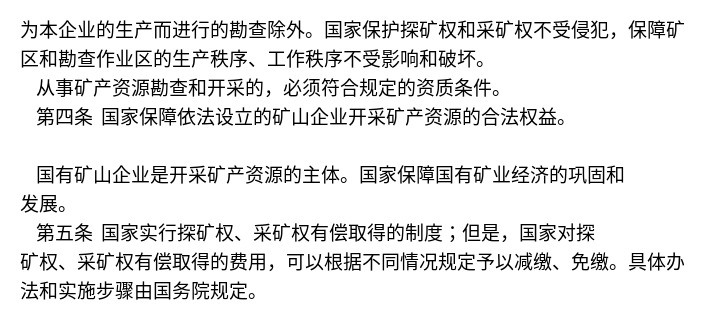 为本企业的生产而进行的勘查除外。国家保护探矿权和采矿权不受侵犯，保障矿
区和勘查作业区的生产秩序、工作秩序不受影响和破坏。
从事矿产资源勘查和开采的，必须符合规定的资质条件。
第四条 国家保障依法设立的矿山企业开采矿产资源的合法权益。
国有矿山企业是开采矿产资源的主体。国家保障国有矿业经济的巩固和
发展。
第五条 国家实行探矿权、采矿权有偿取得的制度；但是，国家对探
矿权、采矿权有偿取得的费用，可以根据不同情况规定予以减缴、免缴。具体办
法和实施步骤由国务院规定。